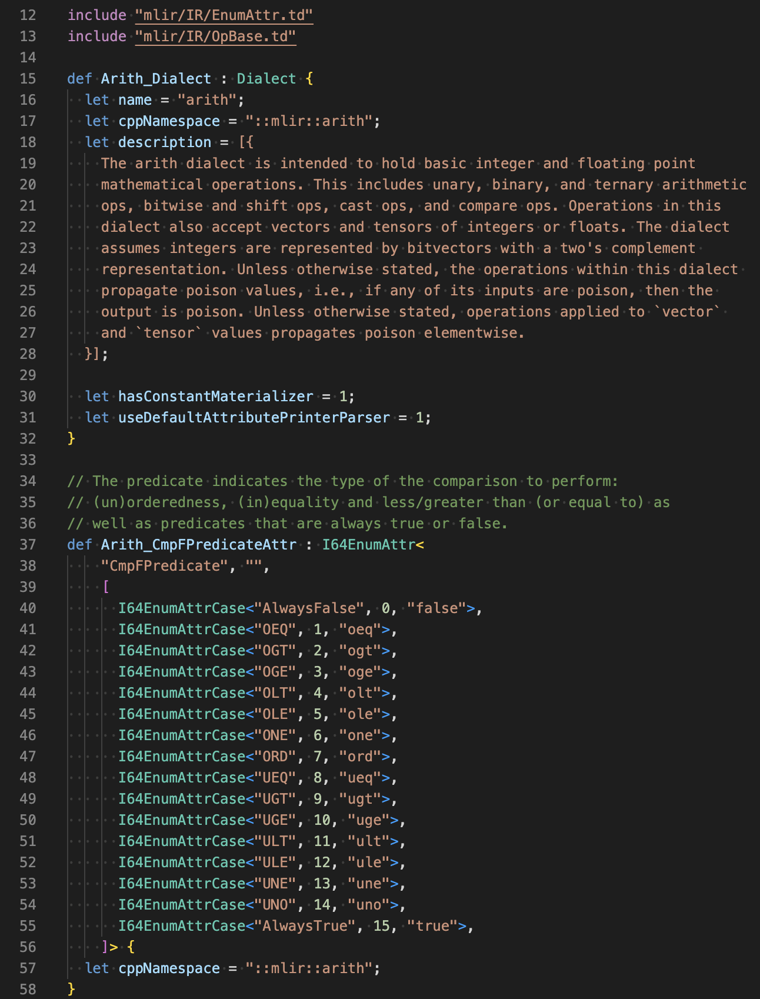 12 include "mlir/IR/EnumAttr.td"
13 include "mlir/IR/OpBase.td"
14
15 def Arith_Dialect : Dialect {
16   let name = "arith";
17   let cppNamespace = "::mlir::arith";
18   let description = [{
19     The arith dialect is intended to hold basic integer and floating point
20     mathematical operations. This includes unary, binary, and ternary arithmetic
21     ops, bitwise and shift ops, cast ops, and compare ops. Operations in this
22     dialect also accept vectors and tensors of integers or floats. The dialect
23     assumes integers are represented by bitvectors with a two's complement
24     representation. Unless otherwise stated, the operations within this dialect
25     propagate poison values, i.e., if any of its inputs are poison, then the
26     output is poison. Unless otherwise stated, operations applied to `vector`
27     and `tensor` values propagates poison elementwise.
28   }];
29
30   let hasConstantMaterializer = 1;
31   let useDefaultAttributePrinterParser = 1;
32 }
33
34 // The predicate indicates the type of the comparison to perform:
35 // (un)orderedness, (in)equality and less/greater than (or equal to) as
36 // well as predicates that are always true or false.
37 def Arith_CmpFPredicateAttr : I64EnumAttr<
38     "CmpFPredicate", "",
39     [
40       I64EnumAttrCase<"AlwaysFalse", 0, "false">,
41       I64EnumAttrCase<"OEQ", 1, "oeq">,
42       I64EnumAttrCase<"OGT", 2, "ogt">,
43       I64EnumAttrCase<"OGE", 3, "oge">,
44       I64EnumAttrCase<"OLT", 4, "olt">,
45       I64EnumAttrCase<"OLE", 5, "ole">,
46       I64EnumAttrCase<"ONE", 6, "one">,
47       I64EnumAttrCase<"ORD", 7, "ord">,
48       I64EnumAttrCase<"UEQ", 8, "ueq">,
49       I64EnumAttrCase<"UGT", 9, "ugt">,
50       I64EnumAttrCase<"UGE", 10, "uge">,
51       I64EnumAttrCase<"ULT", 11, "ult">,
52       I64EnumAttrCase<"ULE", 12, "ule">,
53       I64EnumAttrCase<"UNE", 13, "une">,
54       I64EnumAttrCase<"UNO", 14, "uno">,
55       I64EnumAttrCase<"AlwaysTrue", 15, "true">,
56     ]> {
57   let cppNamespace = "::mlir::arith";
58 }